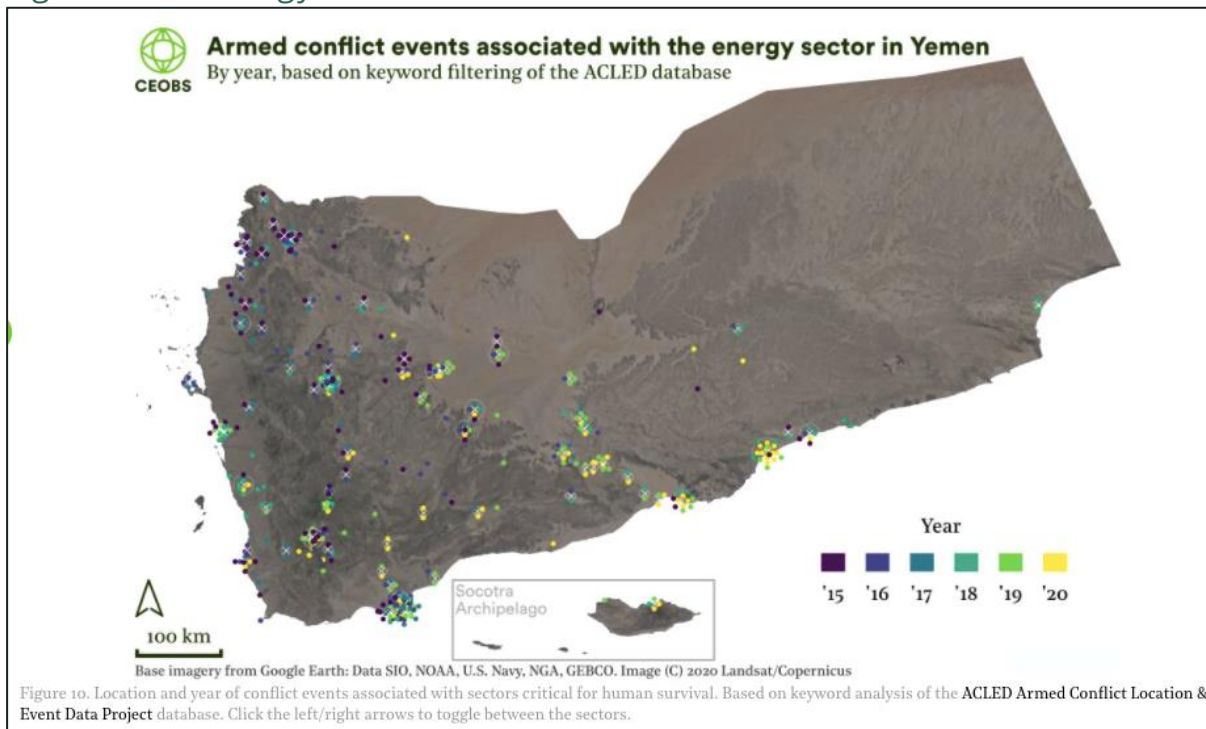 Armed conflict events associated with the energy sector in Yemen
By year, based on keyword filtering of the ACLED database
CEOBS
Year
'15 '16 '17 '18 '19 '20
Socotra
Archipelago
100 km
Base imagery from Google Earth: Data SIO, NOAA, U.S. Navy, NGA, GEBCO. Image (C) 2020 Landsat/Copernicus
Figure 10. Location and year of conflict events associated with sectors critical for human survival. Based on keyword analysis of the ACLED Armed Conflict Location &
Event Data Project database. Click the left/right arrows to toggle between the sectors.